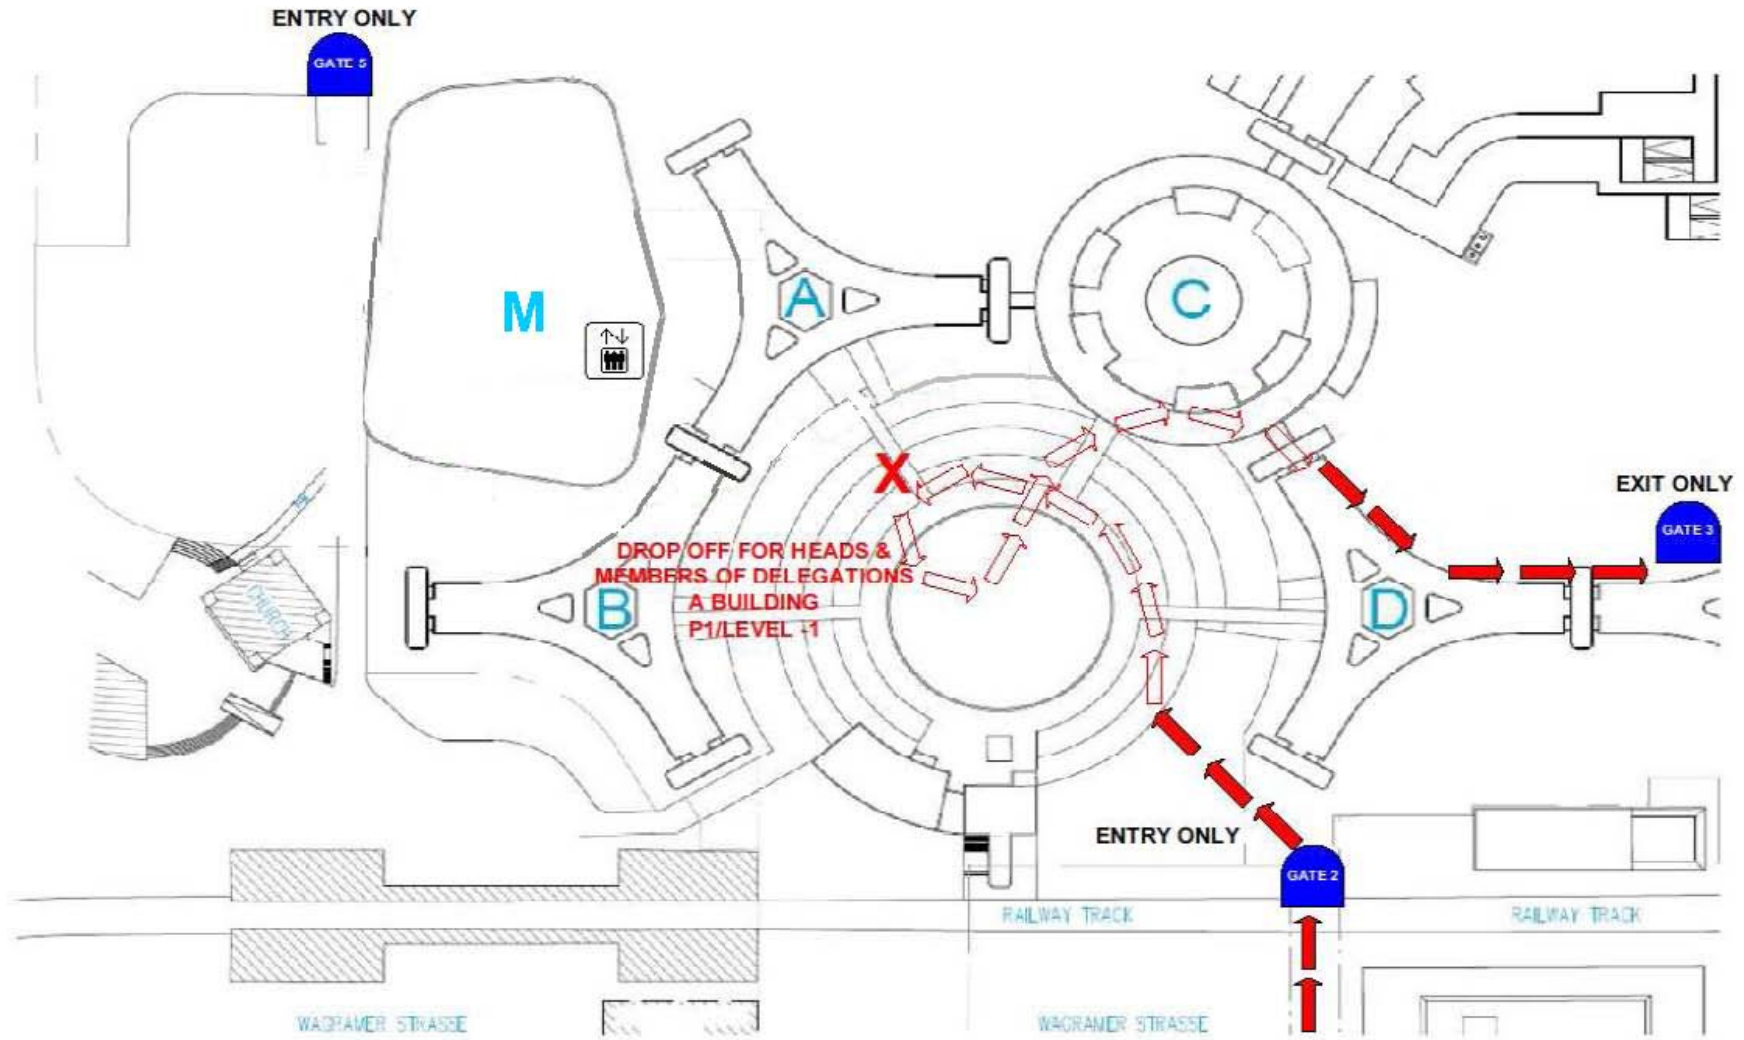 ENTRY ONLY
GATE 5
M
A
C
EXIT ONLY
GATE 3
X
DROP OFF FOR HEADS &
MEMBERS OF DELEGATIONS
A BUILDING
P1/LEVEL -1
B
D
CHURCH
ENTRY ONLY
GATE 2
RAILWAY TRACK
RAILWAY TRACK
WAGRAMER STRASSE
WAGRAMER STRASSE